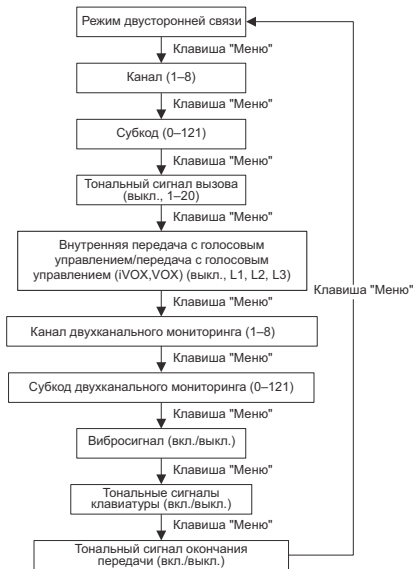 Режим двусторонней связи
Клавиша "Меню"
Канал (1–8)
Клавиша "Меню"
Субкод (0–121)
Клавиша "Меню"
Тональный сигнал вызова
(выкл., 1–20)
Клавиша "Меню"
Внутренняя передача с голосовым
управлением/передача с голосовым
управлением (iVOX,VOX) (выкл., L1, L2, L3)
Клавиша "Меню"
Клавиша "Меню"
Канал двухканального мониторинга (1–8)
Клавиша "Меню"
Субкод двухканального мониторинга (0–121)
Клавиша "Меню"
Вибросигнал (вкл./выкл.)
Клавиша "Меню"
Тональные сигналы
клавиатуры (вкл./выкл.)
Клавиша "Меню"
Тональный сигнал окончания
передачи (вкл./выкл.)